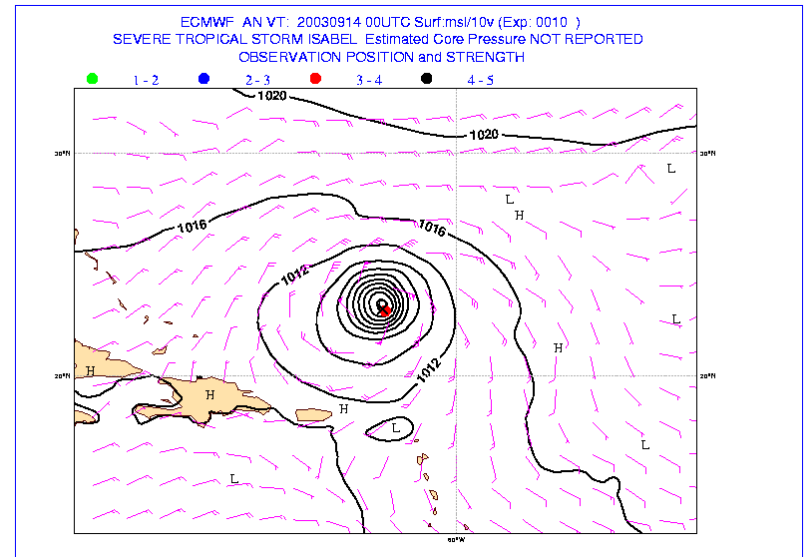 ECMWF AN VT: 20030914 00UTC Surf:msl/10v (Exp: 0010 )
SEVERE TROPICAL STORM ISABEL Estimated Core Pressure NOT REPORTED
OBSERVATION POSITION and STRENGTH
1 - 2 2 - 3 3 - 4 4 - 5
1020
1020
30°N 30°N
L
L
H
1016
1016
1012
L
H
1012
20°N 20°N
H
H
H
L
L
L
60°W